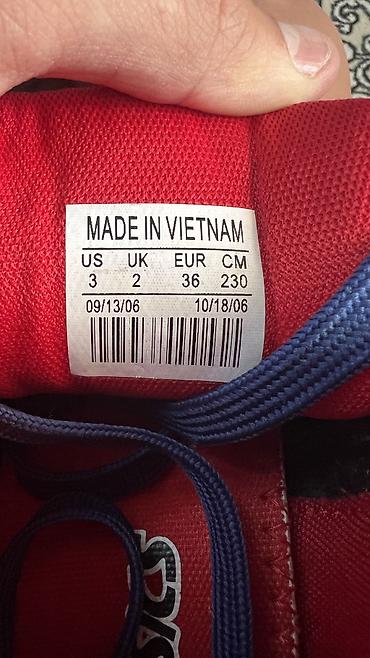 MADE IN VIETNAM
US UK EUR CM
3 2 36 230
09/13/06 10/18/06